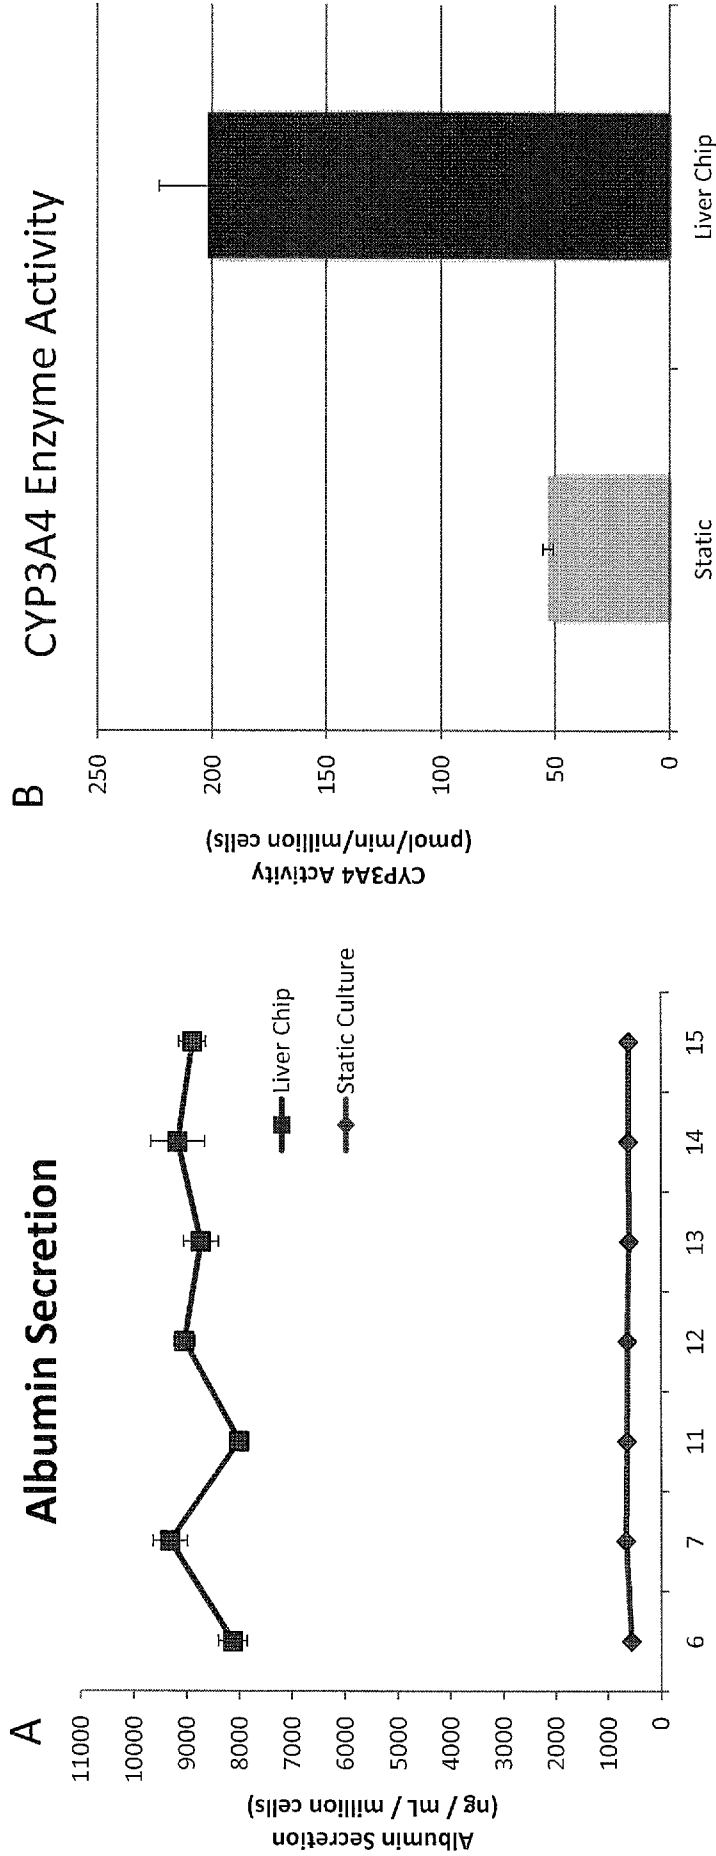 A
Albumin Secretion
Albumin Secretion
(ng / mL / million cells)
11000
10000
9000
8000
7000
6000
5000
4000
3000
2000
1000
0
6
7
11
12
13
14
15
Liver Chip
Static Culture
B
CYP3A4 Enzyme Activity
CYP3A4 Activity
(pmol/min/million cells)
250
200
150
100
50
0
Static
Liver Chip